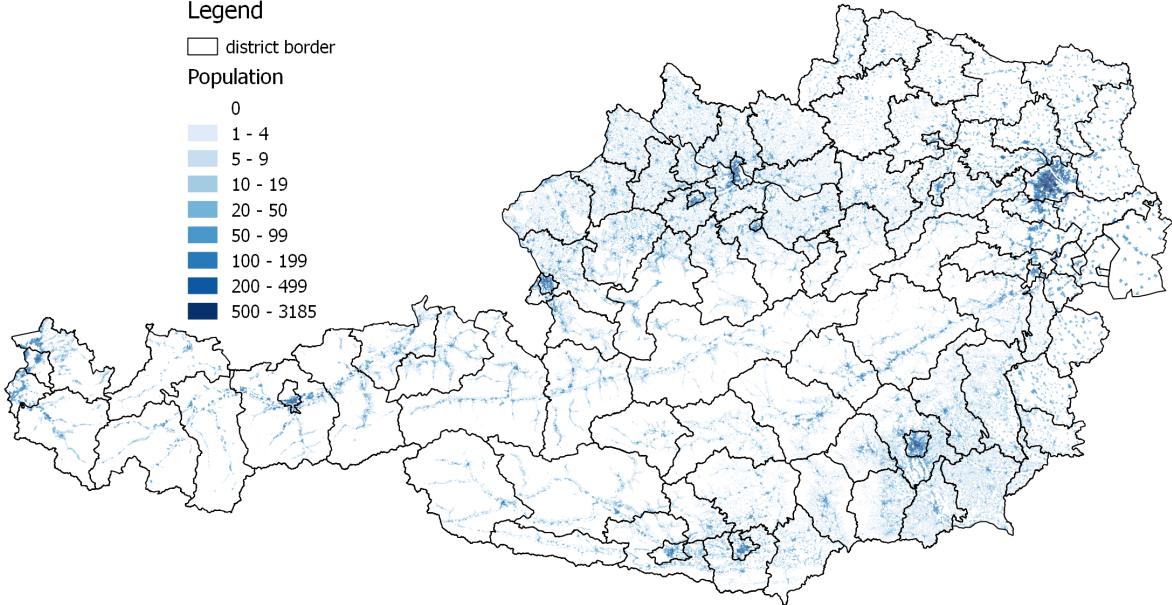 Legend
district border
Population
0
1 - 4
5 - 9
10 - 19
20 - 50
50 - 99
100 - 199
200 - 499
500 - 3185